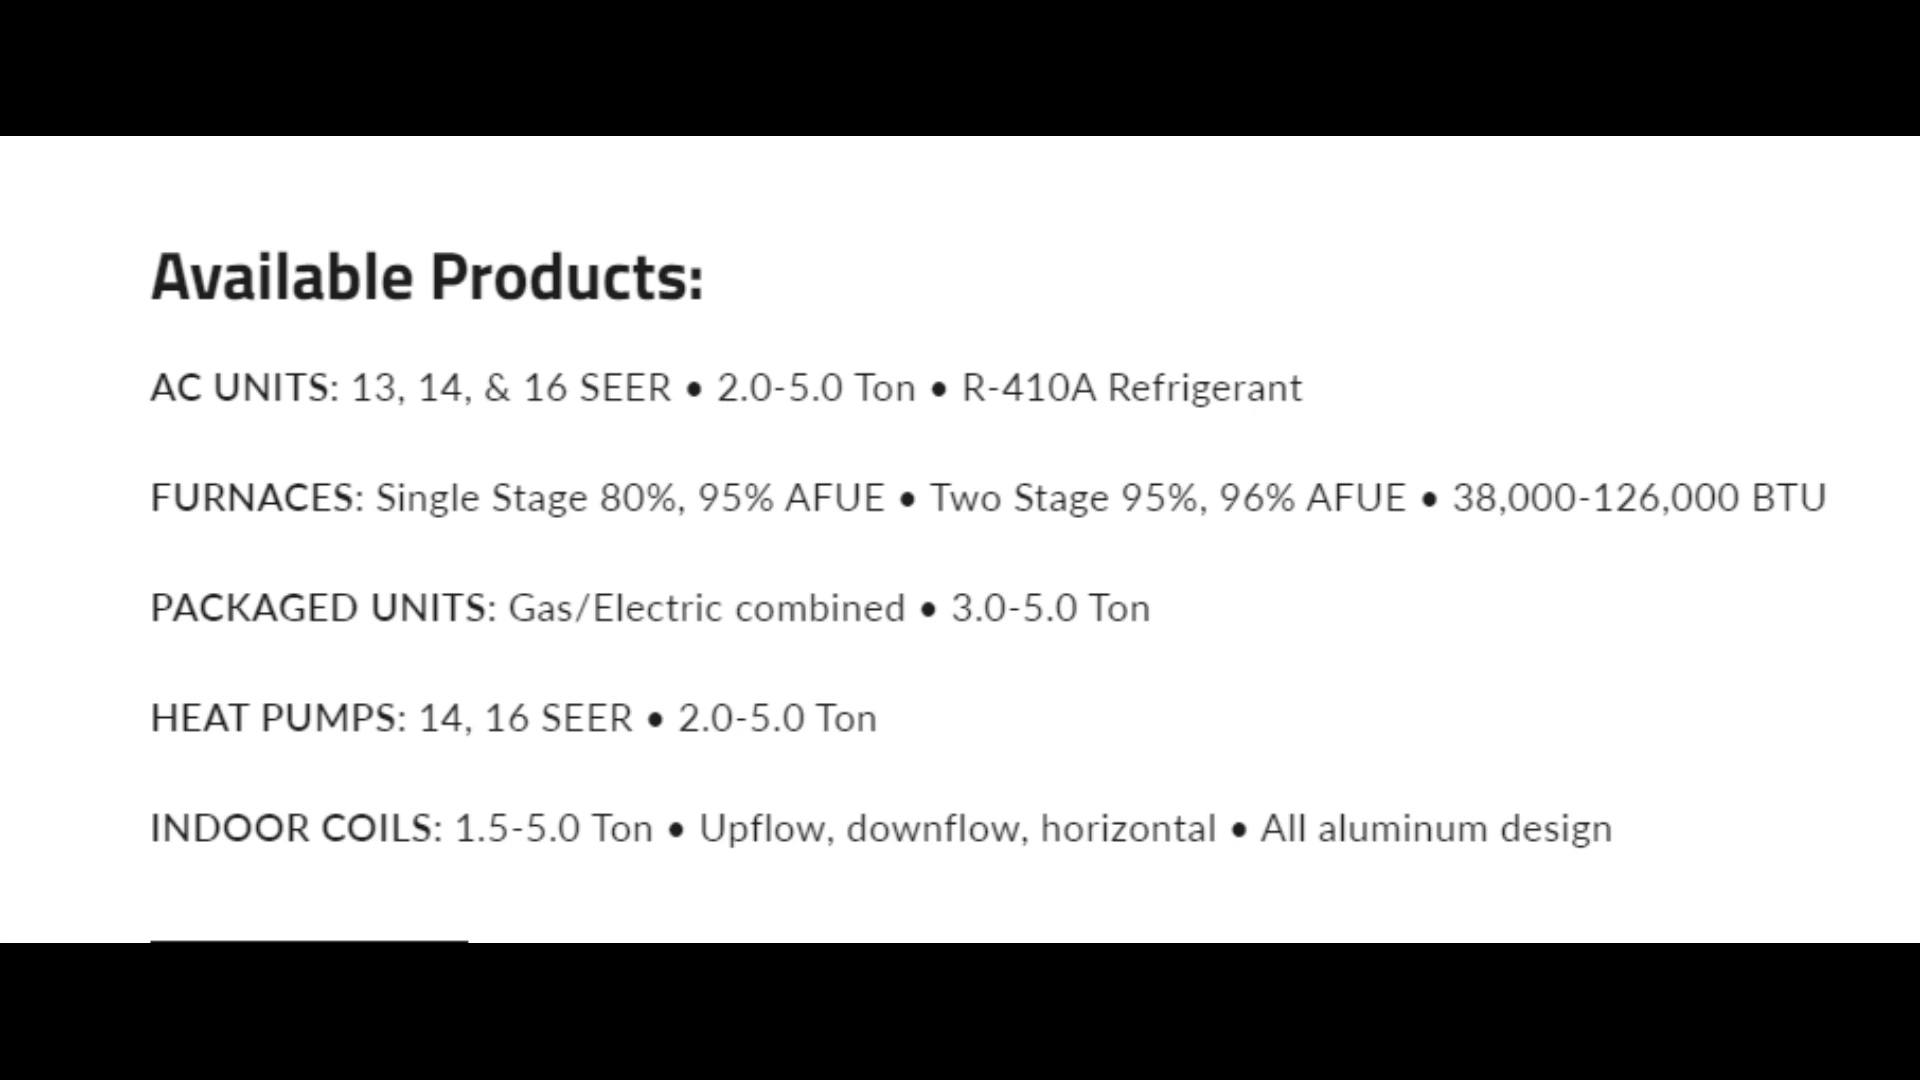 Available Products:
AC UNITS: 13, 14, & 16 SEER • 2.0-5.0 Ton • R-410A Refrigerant
FURNACES: Single Stage 80%, 95% AFUE • Two Stage 95%, 96% AFUE • 38,000-126,000 BTU
PACKAGED UNITS: Gas/Electric combined • 3.0-5.0 Ton
HEAT PUMPS: 14, 16 SEER • 2.0-5.0 Ton
INDOOR COILS: 1.5-5.0 Ton • Upflow, downflow, horizontal • All aluminum design